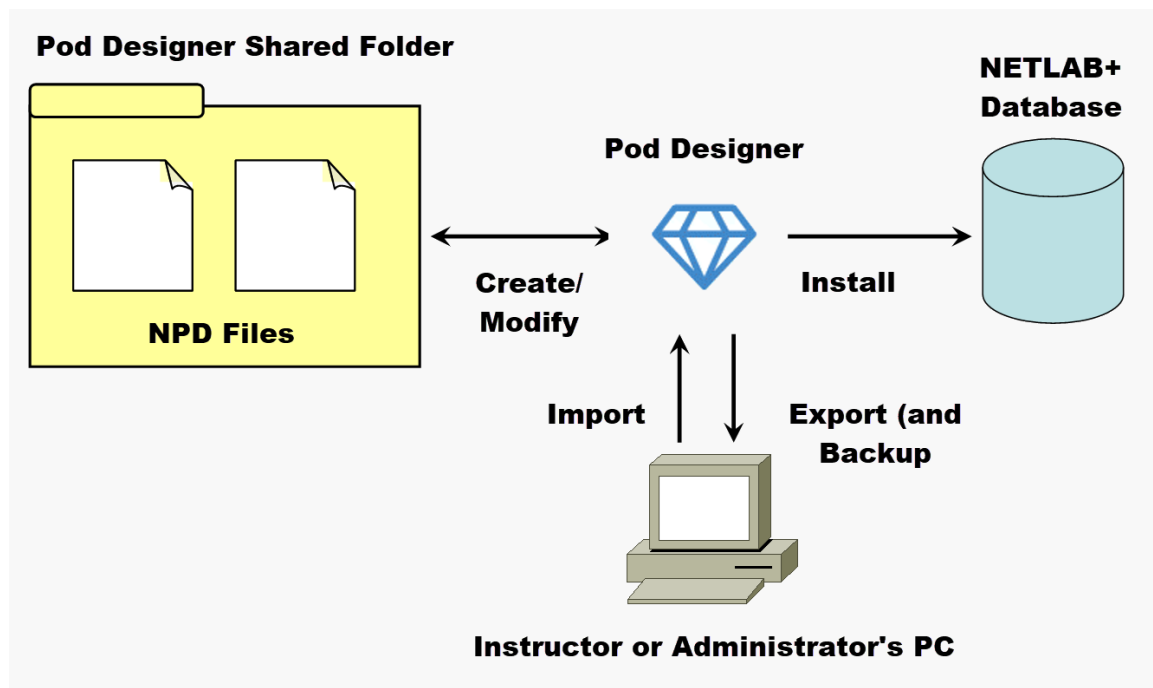 Pod Designer Shared Folder
NETLAB+
Database
Pod Designer
Create/
Modify
Install
NPD Files
Import
Export (and
Backup
Instructor or Administrator's PC